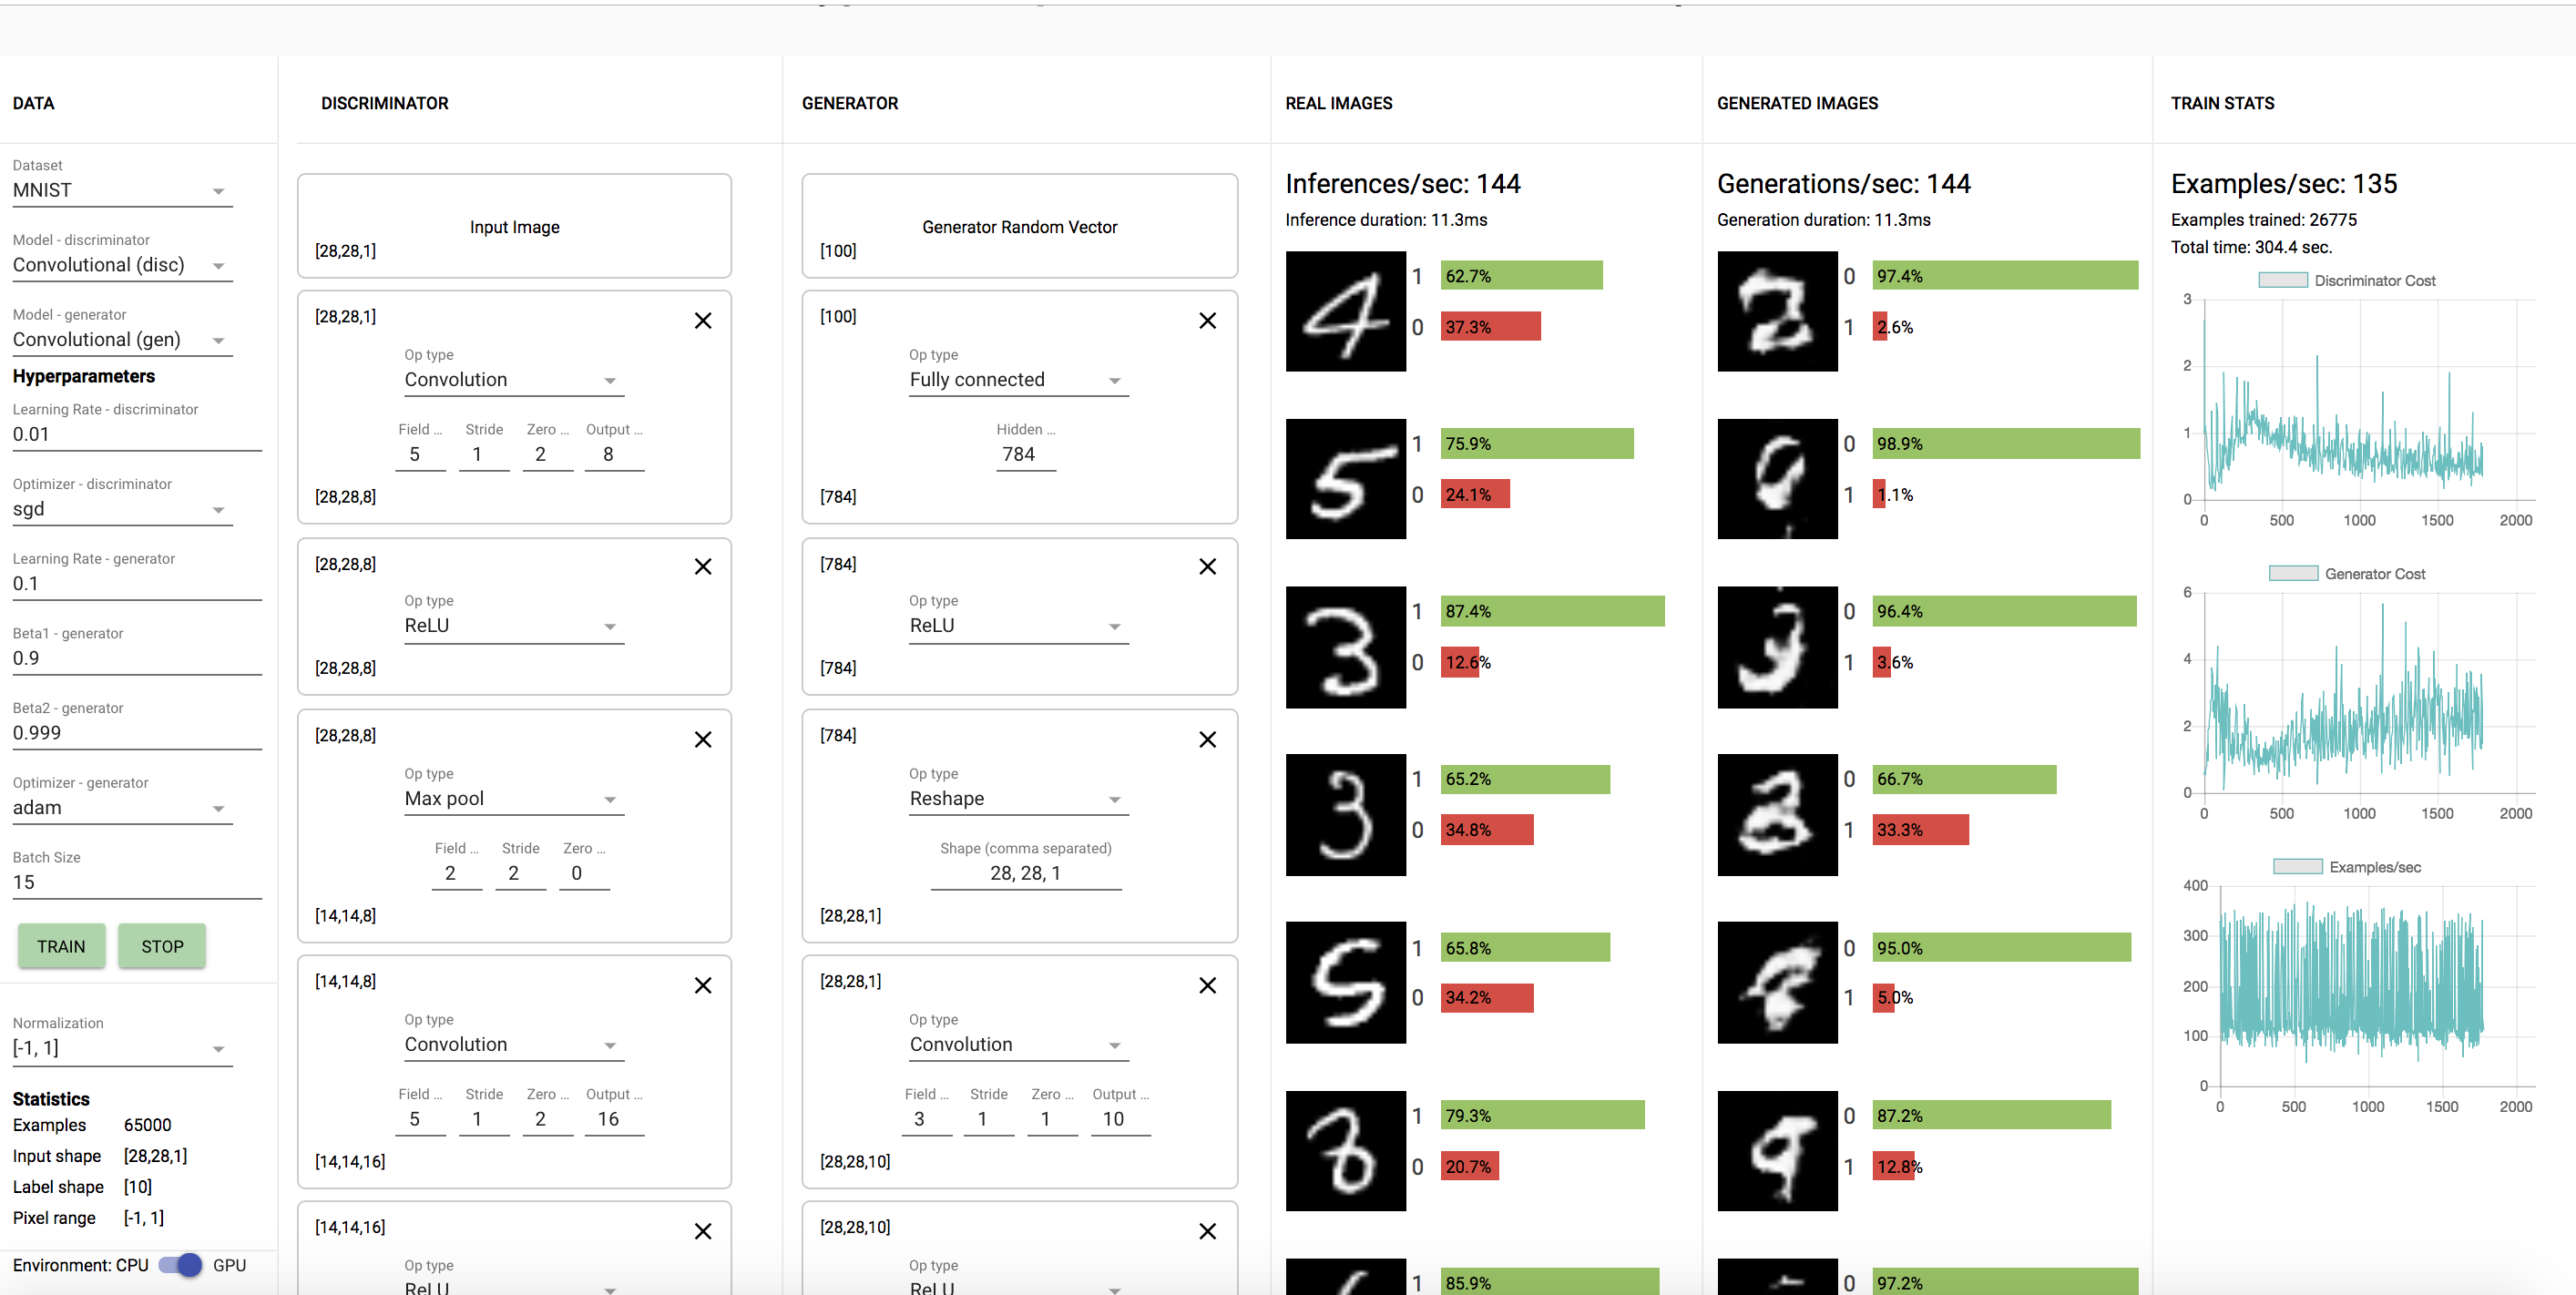 DATA
Dataset
MNIST
Model - discriminator
Convolutional (disc)
Model - generator
Convolutional (gen)
Hyperparameters
Learning Rate - discriminator
0.01
Optimizer - discriminator
sgd
Learning Rate - generator
0.1
Beta1 - generator
0.9
Beta2 - generator
0.999
Optimizer - generator
adam
Batch Size
15
TRAIN STOP
Normalization
[-1, 1]
Statistics
Examples 65000
Input shape [28,28,1]
Label shape [10]
Pixel range [-1, 1]
Environment: CPU GPU
DISCRIMINATOR
Input Image
[28,28,1]
[28,28,1]
Op type
Convolution
Field ... Stride Zero ... Output ...
5 1 2 8
[28,28,8]
[28,28,8]
Op type
ReLU
[28,28,8]
[28,28,8]
Op type
Max pool
Field ... Stride Zero ...
2 2 0
[14,14,8]
[14,14,8]
Op type
Convolution
Field ... Stride Zero ... Output ...
5 1 2 16
[14,14,16]
[14,14,16]
Op type
ReLU
GENERATOR
Generator Random Vector
[100]
[100]
Op type
Fully connected
Hidden ...
784
[784]
[784]
Op type
ReLU
[784]
[784]
Op type
Reshape
Shape (comma separated)
28, 28, 1
[28,28,1]
[28,28,1]
Op type
Convolution
Field ... Stride Zero ... Output ...
3 1 1 10
[28,28,10]
[28,28,10]
Op type
ReLU
REAL IMAGES
Inferences/sec: 144
Inference duration: 11.3ms
4
1 62.7%
0 37.3%
5
1 75.9%
0 24.1%
3
1 87.4%
0 12.6%
3
1 65.2%
0 34.8%
5
1 65.8%
0 34.2%
8
1 79.3%
0 20.7%
1 85.9%
GENERATED IMAGES
Generations/sec: 144
Generation duration: 11.3ms
0 97.4%
1 2.6%
0 98.9%
1 1.1%
0 96.4%
1 3.6%
0 66.7%
1 33.3%
0 95.0%
1 5.0%
9
0 87.2%
1 12.8%
0 97.2%
TRAIN STATS
Examples/sec: 135
Examples trained: 26775
Total time: 304.4 sec.
Discriminator Cost
3
2
1
0
0 500 1000 1500 2000
Generator Cost
6
4
2
0
0 500 1000 1500 2000
Examples/sec
400
300
200
100
0
0 500 1000 1500 2000